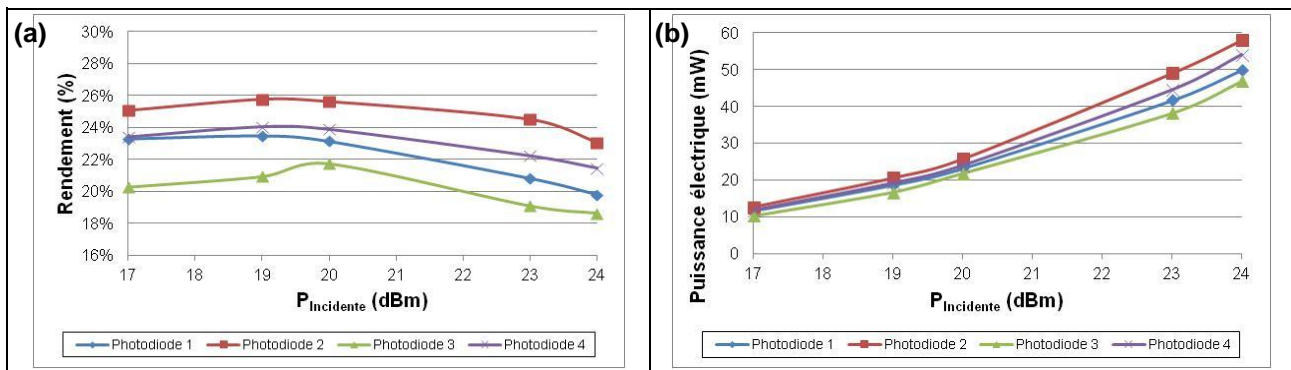 (a)
Rendement (%)
30%
28%
26%
24%
22%
20%
18%
16%
17 18 19 20 21 22 23 24
PIncidente (dBm)
Photodiode 1 Photodiode 2 Photodiode 3 Photodiode 4
(b)
Puissance électrique (mW)
60
50
40
30
20
10
0
17 18 19 20 21 22 23 24
PIncidente (dBm)
Photodiode 1 Photodiode 2 Photodiode 3 Photodiode 4